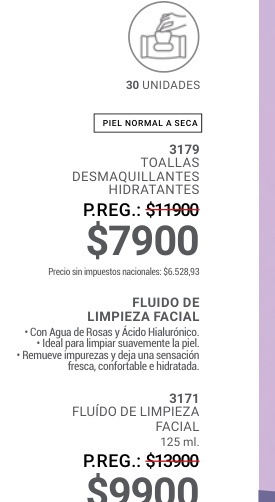 30 UNIDADES
PIEL NORMAL A SECA
3179
TOALLAS
DESMAQUILLANTES
HIDRATANTES
P.REG.: $11900
$7900
Precio sin impuestos nacionales: $6.528,93
FLUIDO DE
LIMPIEZA FACIAL
• Con Agua de Rosas y Ácido Hialurónico.
• Ideal para limpiar suavemente la piel.
• Remueve impurezas y deja una sensación
fresca, confortable e hidratada.
3171
FLUÍDO DE LIMPIEZA
FACIAL
125 ml.
P.REG.: $13900
$9900